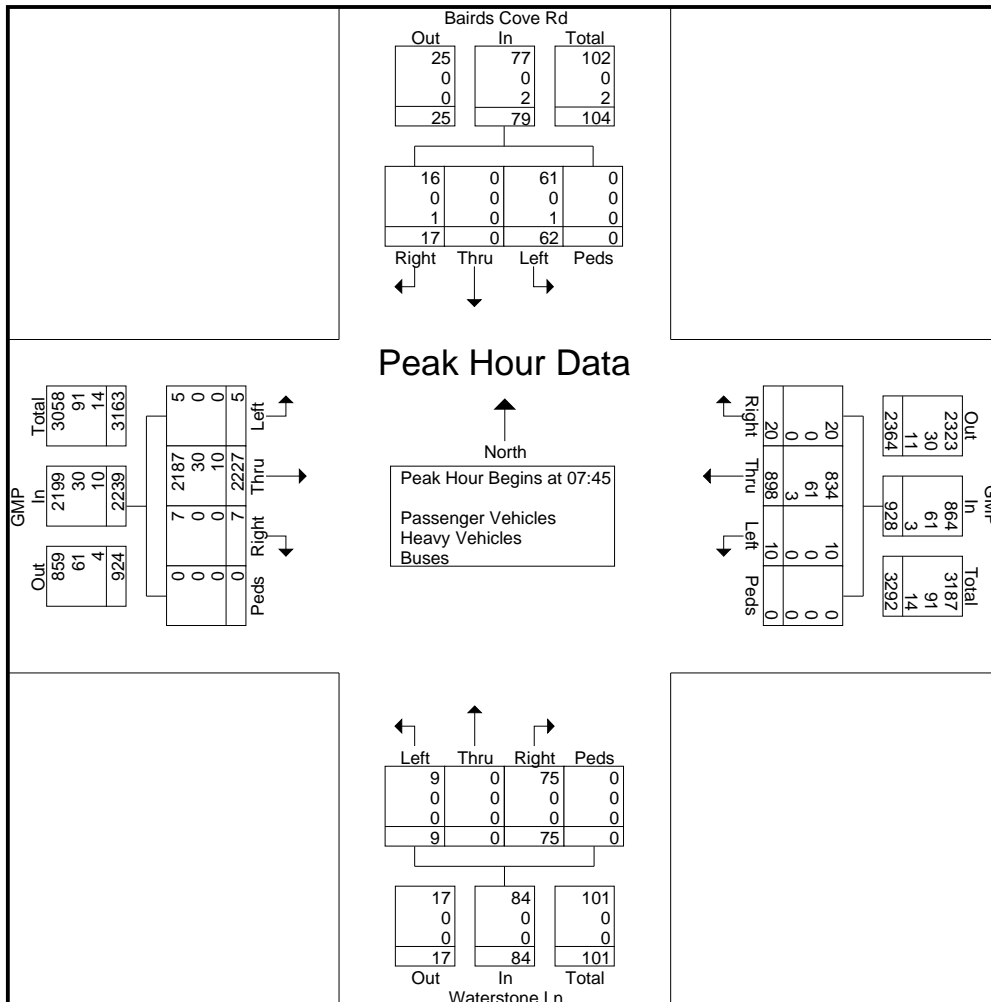 Bairds Cove Rd
Out In Total
25 77 102
0 0 0
0 2 2
25 79 104
16 0 61 0
0 0 0 0
1 0 1 0
17 0 62 0
Right Thru Left Peds
Peak Hour Data
North
Peak Hour Begins at 07:45
Passenger Vehicles
Heavy Vehicles
Buses
GMP
Total In Out
3058 2199 859
91 30 61
14 10 4
3163 2239 924
5 2187 7 0
0 30 0 0
0 10 0 0
5 2227 7 0
Left Thru Right Peds
Right Thru Left Peds
20 898 10 0
0 3 0 0
0 61 0 0
20 834 10 0
2364 928 3292
11 3 14
30 61 91
2323 864 3187
Out In Total
GMP
Left Thru Right Peds
9 0 75 0
0 0 0 0
0 0 0 0
9 0 75 0
17 84 101
0 0 0
0 0 0
17 84 101
Out In Total
Waterstone Ln